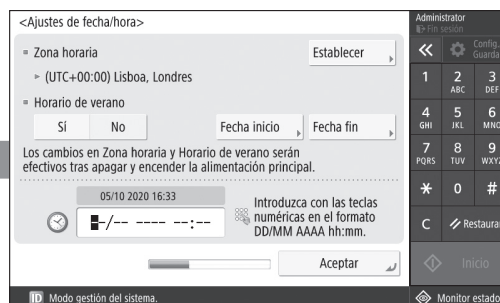 <Ajustes de fecha/hora>
Zona horaria
Establecer
(UTC+00:00) Lisboa, Londres
Horario de verano
Sí No
Fecha inicio
Fecha fin
Los cambios en Zona horaria y Horario de verano serán
efectivos tras apagar y encender la alimentación principal.
05/10 2020 16:33
--/-- ---- --:--
Introduzca con las teclas
numéricas en el formato
DD/MM AAAA hh:mm.
Aceptar
ID Modo gestión del sistema.
Administrator
Fin sesión
Config.
Guarda
1 2 3
ABC DEF
4 5 6
GHI JKL MNO
7 8 9
PQRS TUV WXYZ
* 0 #
C Restaurar
Inicio
Monitor estado